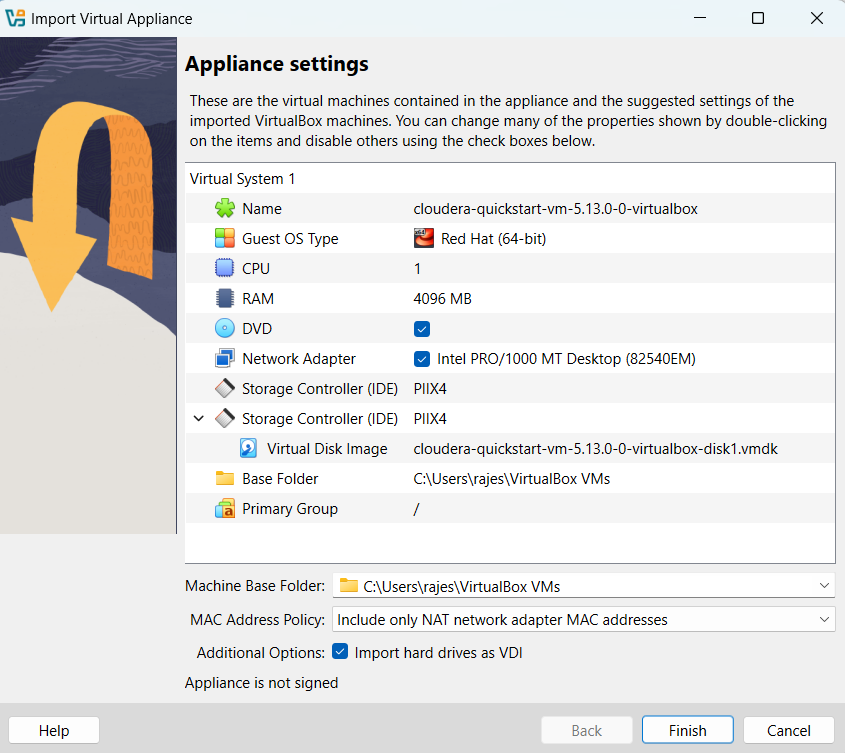 Import Virtual Appliance
Appliance settings
These are the virtual machines contained in the appliance and the suggested settings of the
imported VirtualBox machines. You can change many of the properties shown by double-clicking
on the items and disable others using the check boxes below.
Virtual System 1
Name cloudera-quickstart-vm-5.13.0-0-virtualbox
Guest OS Type Red Hat (64-bit)
CPU 1
RAM 4096 MB
DVD
Network Adapter Intel PRO/1000 MT Desktop (82540EM)
Storage Controller (IDE) PIIX4
Storage Controller (IDE) PIIX4
Virtual Disk Image cloudera-quickstart-vm-5.13.0-0-virtualbox-disk1.vmdk
Base Folder C:\Users\rajes\VirtualBox VMs
Primary Group /
Machine Base Folder: C:\Users\rajes\VirtualBox VMs
MAC Address Policy: Include only NAT network adapter MAC addresses
Additional Options: Import hard drives as VDI
Appliance is not signed
Help Back Finish Cancel